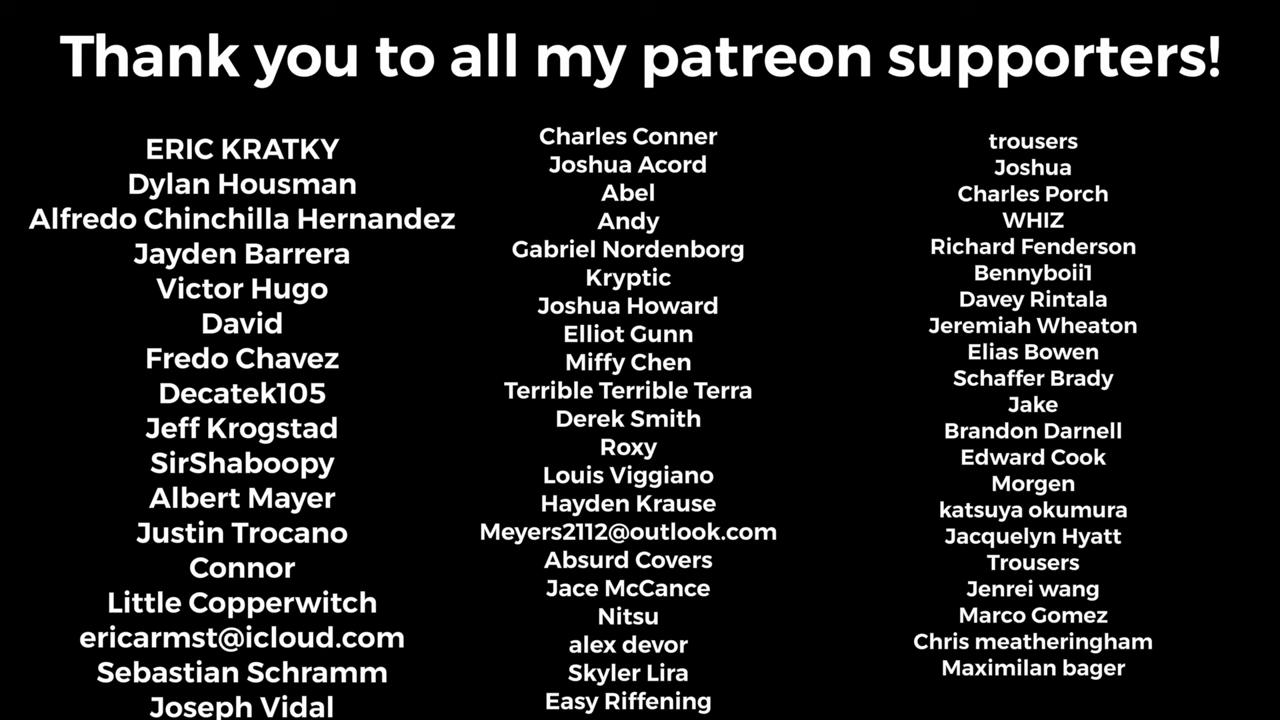 Thank you to all my patreon supporters!
ERIC KRATKY
Dylan Housman
Alfredo Chinchilla Hernandez
Jayden Barrera
Victor Hugo
David
Fredo Chavez
Decatek105
Jeff Krogstad
SirShaboopy
Albert Mayer
Justin Trocano
Connor
Little Copperwitch
ericarmst@icloud.com
Sebastian Schramm
Joseph Vidal
Charles Conner
Joshua Acord
Abel
Andy
Gabriel Nordenborg
Kryptic
Joshua Howard
Elliot Gunn
Miffy Chen
Terrible Terrible Terra
Derek Smith
Roxy
Louis Viggiano
Hayden Krause
Meyers2112@outlook.com
Absurd Covers
Jace McCance
Nitsu
alex devor
Skyler Lira
Easy Riffening
trousers
Joshua
Charles Porch
WHIZ
Richard Fenderson
Bennyboii1
Davey Rintala
Jeremiah Wheaton
Elias Bowen
Schaffer Brady
Jake
Brandon Darnell
Edward Cook
Morgen
katsuya okumura
Jacquelyn Hyatt
Trousers
Jenrei wang
Marco Gomez
Chris meatheringham
Maximilan bager